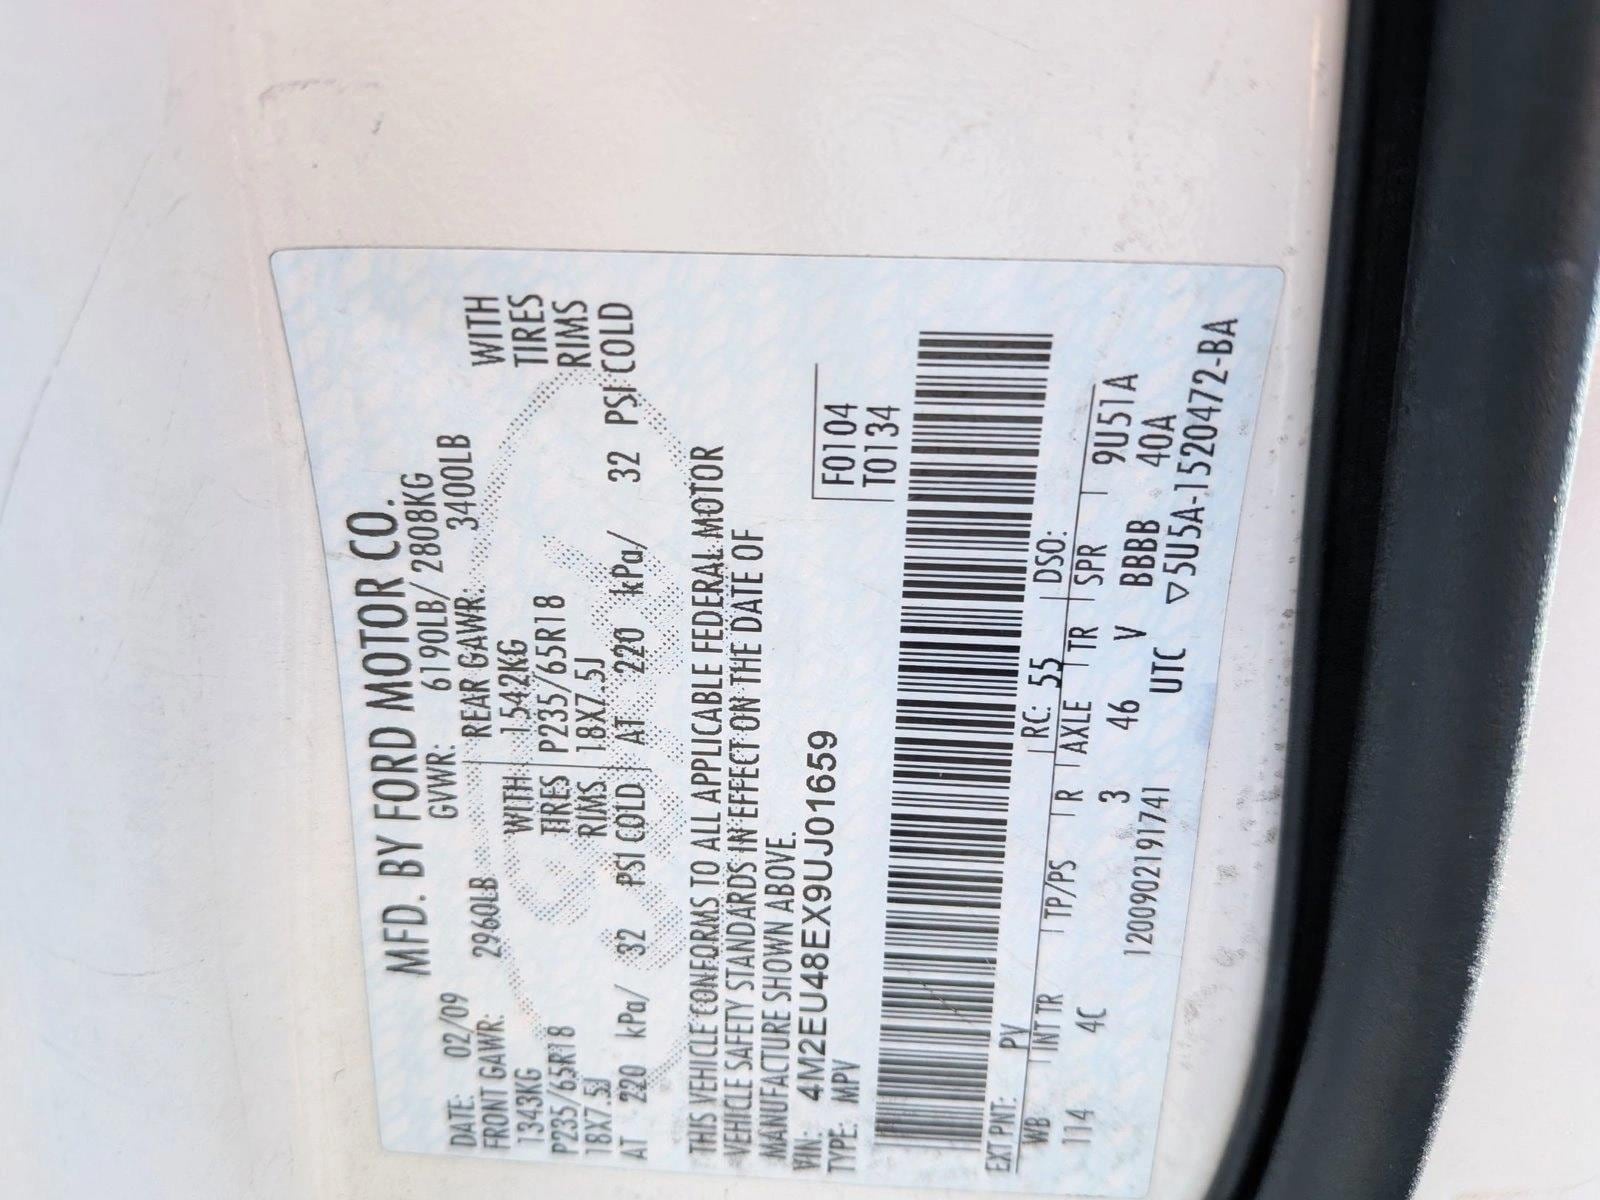 MFD. BY FORD MOTOR CO.
DATE: 02/09 GVWR: 6190LB/ 2808KG
FRONT GAWR: 2960LB REAR GAWR: 3400LB
1343KG WITH 1542KG WITH
P235/65R18 TIRES P235/65R18 TIRES
18X7.5J RIMS 18X7.5J RIMS
AT 220 kPa/ 32 PSI COLD AT 220 kPa/ 32 PSI COLD
THIS VEHICLE CONFORMS TO ALL APPLICABLE FEDERAL MOTOR
VEHICLE SAFETY STANDARDS IN EFFECT ON THE DATE OF
MANUFACTURE SHOWN ABOVE.
VIN: 4M2EU48EX9UJ01659 F0104
TYPE: MPV T0134
EXT PNT: PV RC: 55 DSO:
WB INT TR TP/PS R AXLE TR SPR 9U51A
114 4C 3 46 V BBBB 40A
1200902191741 UTC ▽5U5A-1520472-BA